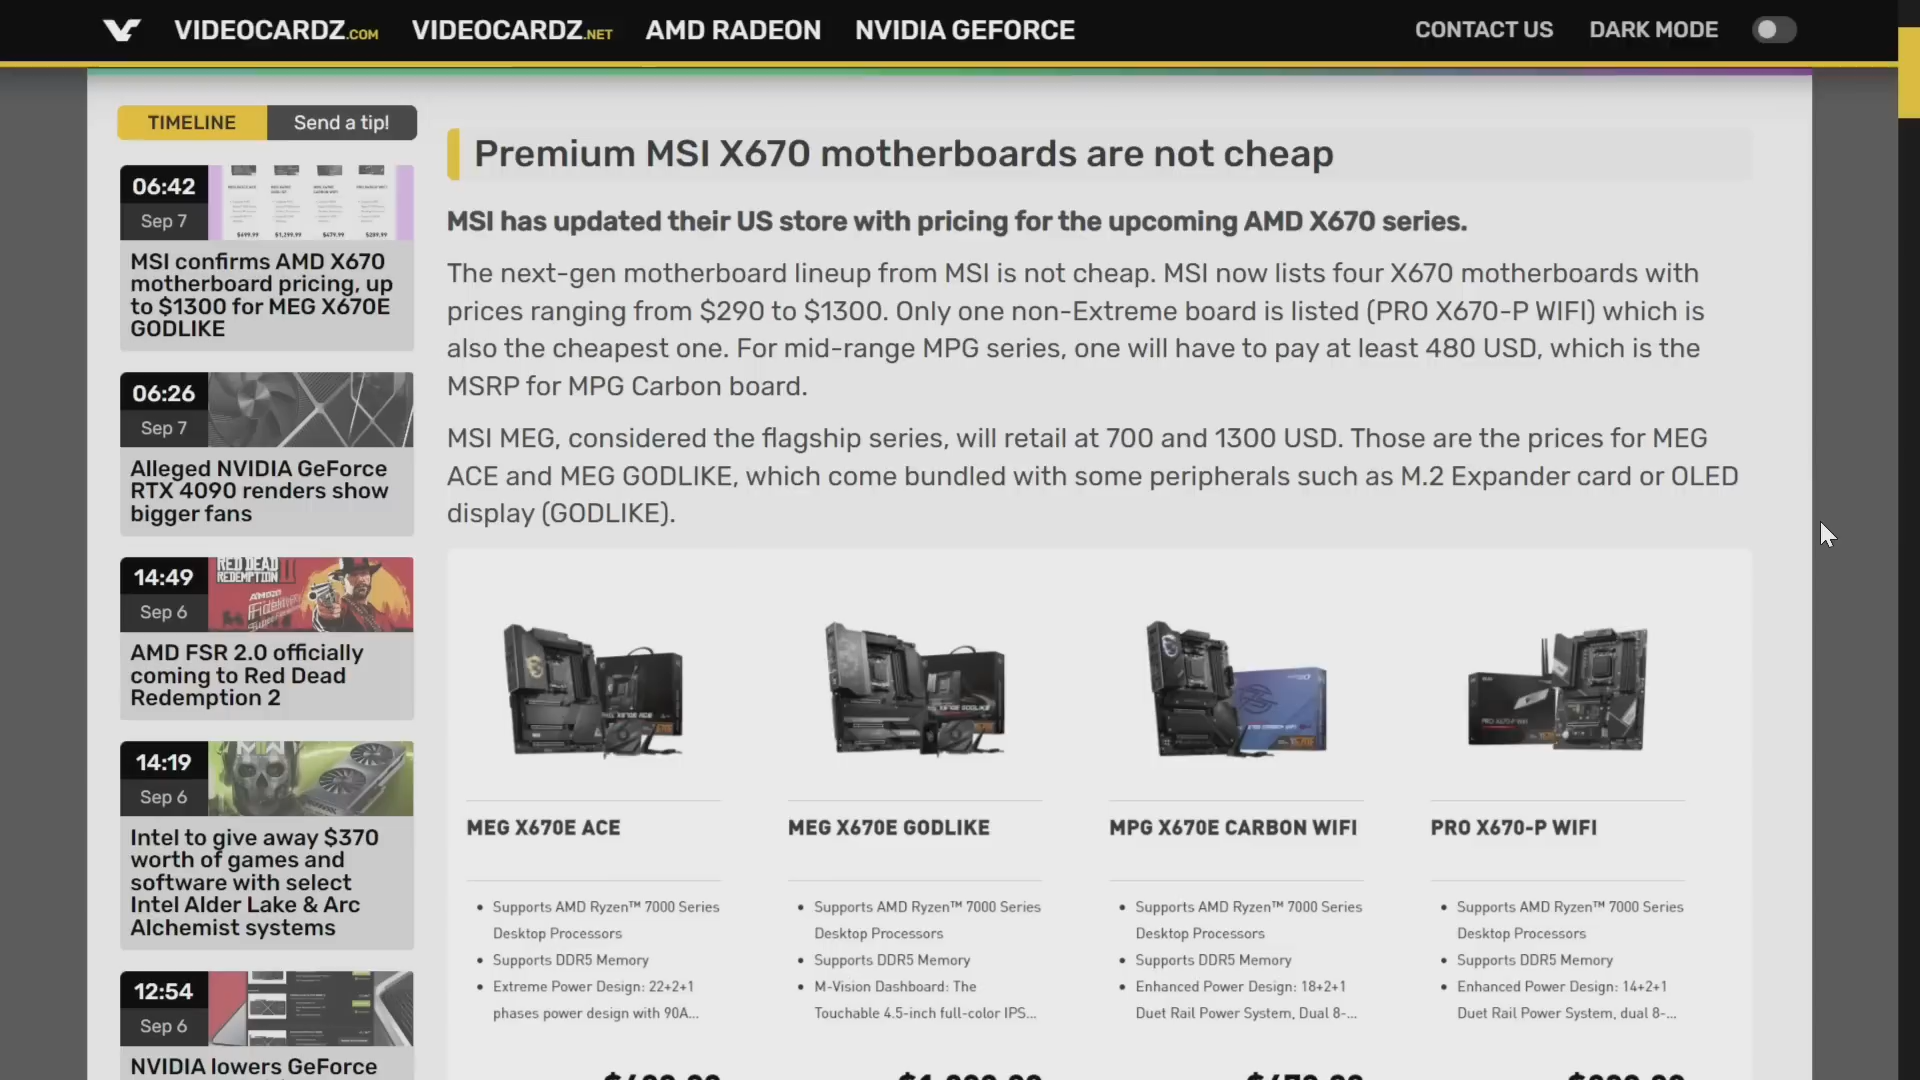 VIDEOCARDZ.COM VIDEOCARDZ.NET AMD RADEON NVIDIA GEFORCE CONTACT US DARK MODE
TIMELINE Send a tip!
06:42
Sep 7
MSI confirms AMD X670
motherboard pricing, up
to $1300 for MEG X670E
GODLIKE
06:26
Sep 7
Alleged NVIDIA GeForce
RTX 4090 renders show
bigger fans
14:49
Sep 6
RED DEAD
REDEMPTION II
AMD FSR 2.0 officially
coming to Red Dead
Redemption 2
14:19
Sep 6
Intel to give away $370
worth of games and
software with select
Intel Alder Lake & Arc
Alchemist systems
12:54
Sep 6
NVIDIA lowers GeForce
Premium MSI X670 motherboards are not cheap
MSI has updated their US store with pricing for the upcoming AMD X670 series.
The next-gen motherboard lineup from MSI is not cheap. MSI now lists four X670 motherboards with
prices ranging from $290 to $1300. Only one non-Extreme board is listed (PRO X670-P WIFI) which is
also the cheapest one. For mid-range MPG series, one will have to pay at least 480 USD, which is the
MSRP for MPG Carbon board.
MSI MEG, considered the flagship series, will retail at 700 and 1300 USD. Those are the prices for MEG
ACE and MEG GODLIKE, which come bundled with some peripherals such as M.2 Expander card or OLED
display (GODLIKE).
MEG X670E ACE
• Supports AMD Ryzen™ 7000 Series
Desktop Processors
• Supports DDR5 Memory
• Extreme Power Design: 22+2+1
phases power design with 90A...
MEG X670E GODLIKE
• Supports AMD Ryzen™ 7000 Series
Desktop Processors
• Supports DDR5 Memory
• M-Vision Dashboard: The
Touchable 4.5-inch full-color IPS...
MPG X670E CARBON WIFI
• Supports AMD Ryzen™ 7000 Series
Desktop Processors
• Supports DDR5 Memory
• Enhanced Power Design: 18+2+1
Duet Rail Power System, Dual 8-...
PRO X670-P WIFI
• Supports AMD Ryzen™ 7000 Series
Desktop Processors
• Supports DDR5 Memory
• Enhanced Power Design: 14+2+1
Duet Rail Power System, dual 8-...